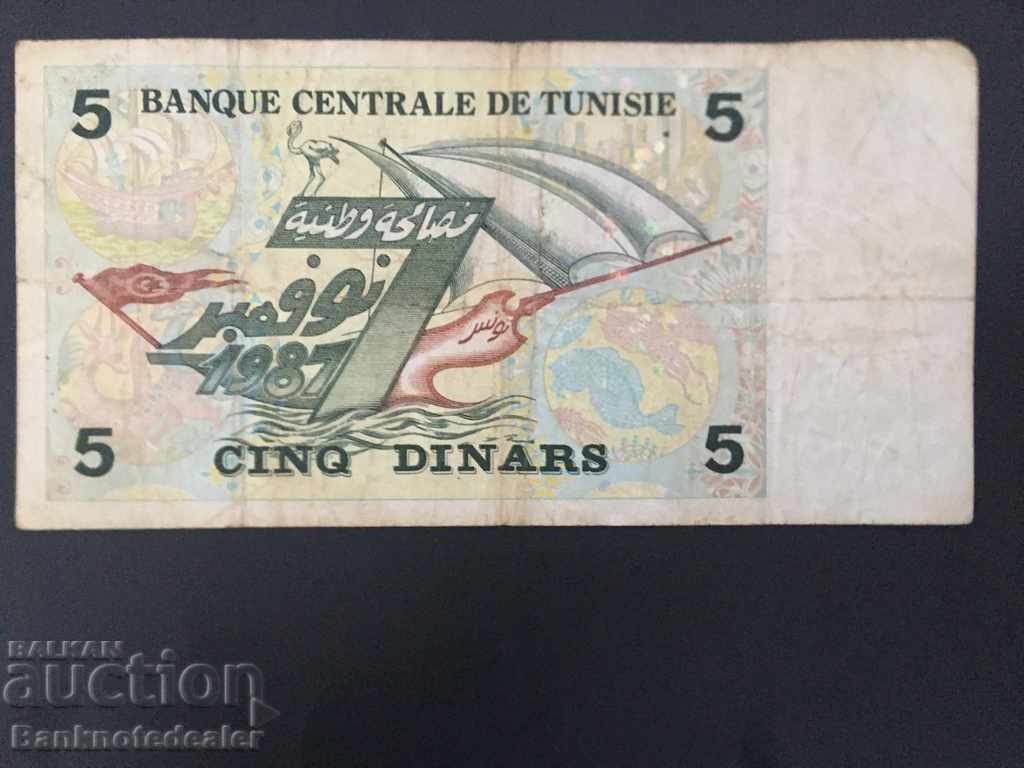 5 BANQUE CENTRALE DE TUNISIE 5
مصالحة وطنية
7 نوفمبر
تونس
1987
5 CINQ DINARS 5
BALKAN
auction
Banknotedealer